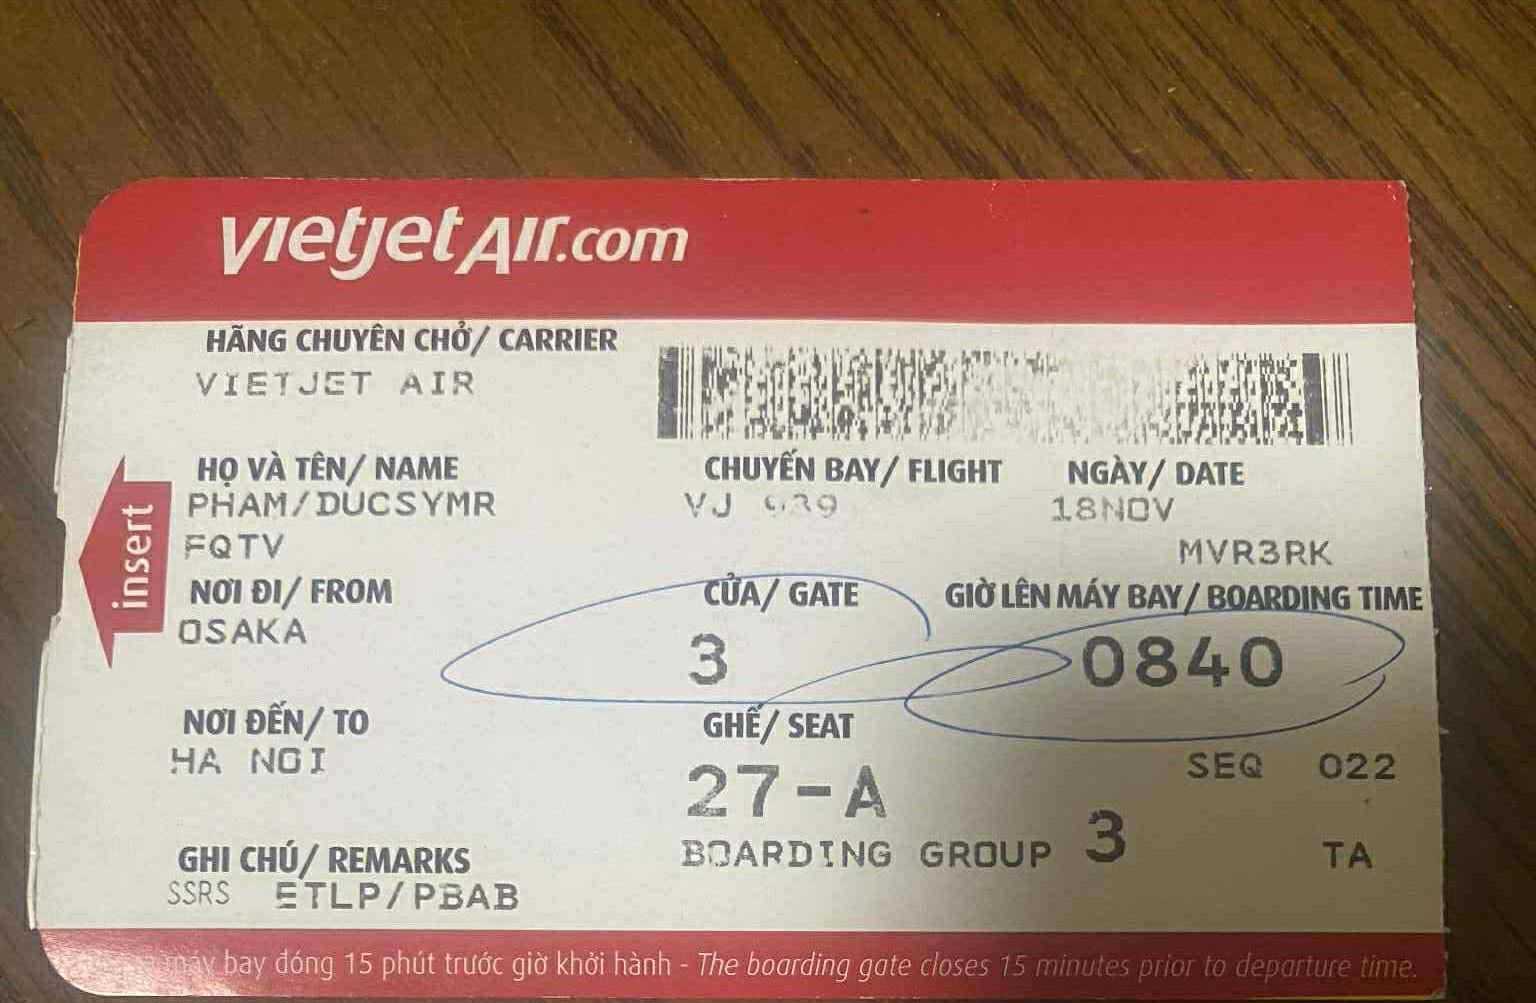 vietjetAir.com
HÃNG CHUYÊN CHỞ/ CARRIER
VIETJET AIR
HỌ VÀ TÊN/ NAME
CHUYẾN BAY/ FLIGHT
NGÀY/ DATE
PHAM/DUCSYMR
VJ 939
18NOV
FQTV
MVR3RK
NƠI ĐI/ FROM
CỬA/ GATE
GIỜ LÊN MÁY BAY/ BOARDING TIME
OSAKA
3
0840
NƠI ĐẾN/ TO
GHẾ/ SEAT
HA NOI
SEQ 022
27-A
BOARDING GROUP 3
TA
GHI CHÚ/ REMARKS
SSRS ETLP/PBAB
insert
máy bay đóng 15 phút trước giờ khởi hành - The boarding gate closes 15 minutes prior to departure time.